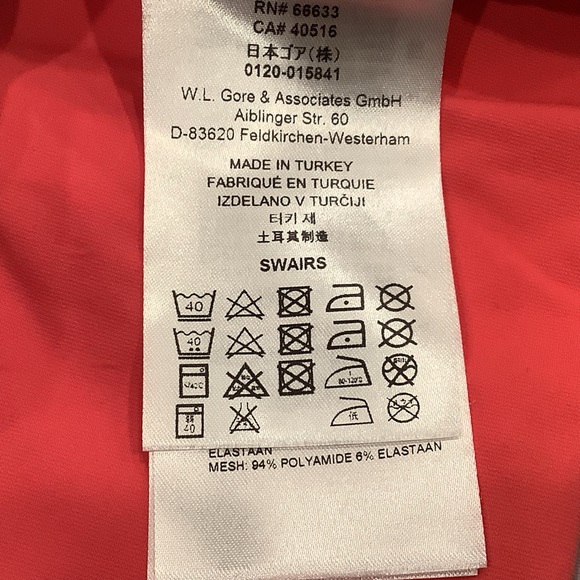 RN# 66633
CA# 40516
日本ゴア(株)
0120-015841
W.L. Gore & Associates GmbH
Aiblinger Str. 60
D-83620 Feldkirchen-Westerham
MADE IN TURKEY
FABRIQUÉ EN TURQUIE
IZDELANO V TURČIJI
터키 제
土耳其制造
SWAIRS
40
40
40
低
ELASTAAN
MESH: 94% POLYAMIDE 6% ELASTAAN